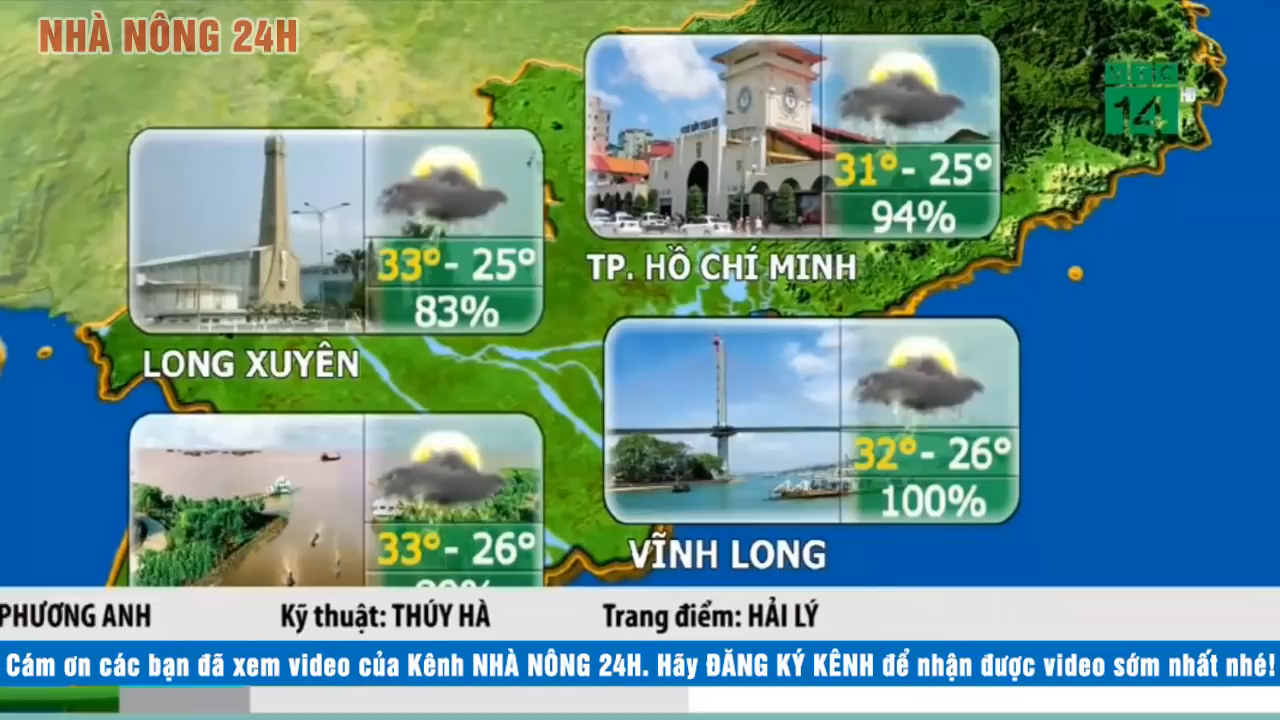 NHÀ NÔNG 24H
VTC
14
31° - 25°
94%
TP. HỒ CHÍ MINH
33° - 25°
83%
LONG XUYÊN
32° - 26°
100%
VĨNH LONG
33° - 26°
PHƯƠNG ANH
Kỹ thuật: THÚY HÀ
Trang điểm: HẢI LÝ
Cám ơn các bạn đã xem video của Kênh NHÀ NÔNG 24H. Hãy ĐĂNG KÝ KÊNH để nhận được video sớm nhất nhé!